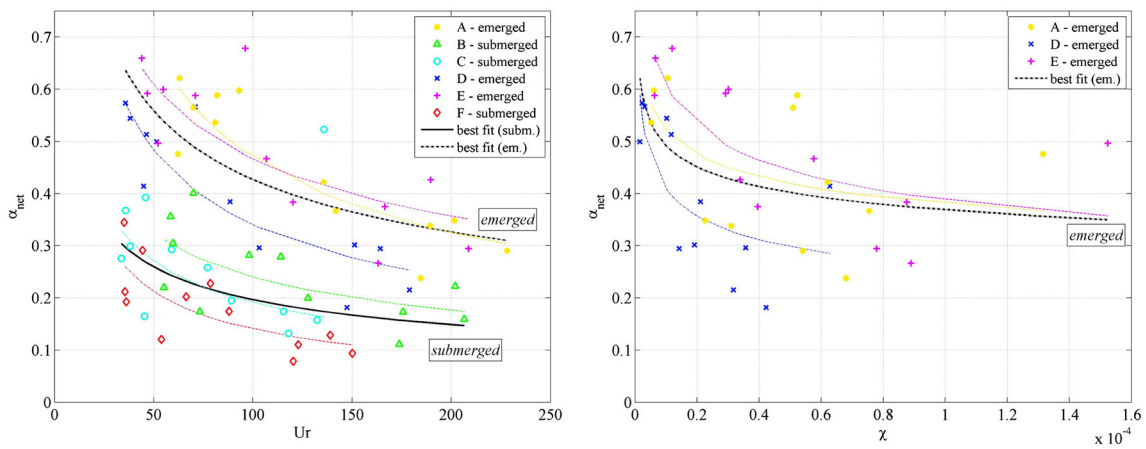 0.7
0.6
0.5
0.4
0.3
0.2
0.1
0
0 50 100 150 200 250
α_net
Ur
A - emerged
B - submerged
C - submerged
D - emerged
E - emerged
F - submerged
best fit (subm.)
best fit (em.)
emerged
submerged
0.7
0.6
0.5
0.4
0.3
0.2
0.1
0
0 0.2 0.4 0.6 0.8 1 1.2 1.4 1.6
x 10⁻⁴
α_net
χ
A - emerged
D - emerged
E - emerged
best fit (em.)
emerged